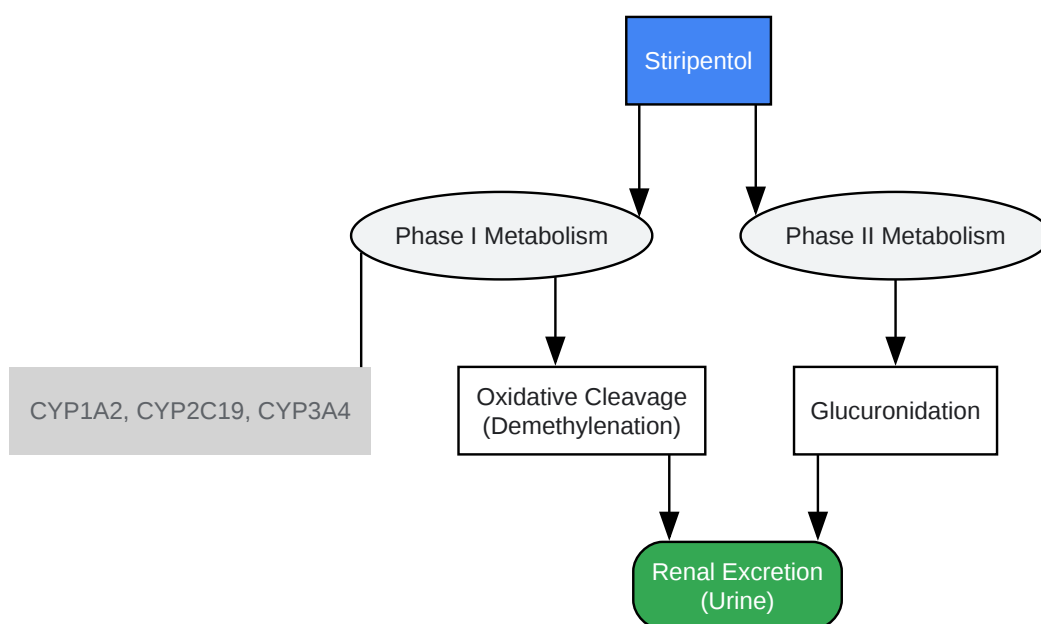 Stiripentol
Phase I Metabolism
Phase II Metabolism
CYP1A2, CYP2C19, CYP3A4
Oxidative Cleavage
(Demethylenation)
Glucuronidation
Renal Excretion
(Urine)